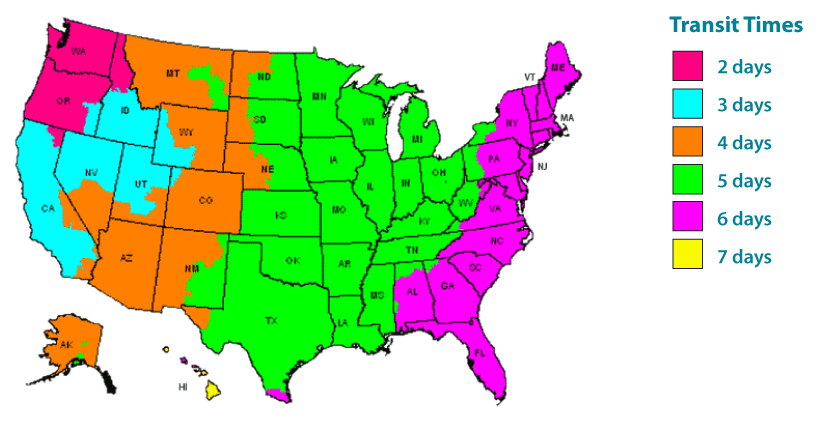 Transit Times
2 days
3 days
4 days
5 days
6 days
7 days
WA
MT
ND
ME
VT
OR
ID
MN
SD
WI
NY
MA
WY
MI
NE
IA
PA
NJ
NV
UT
CO
IL
IN
OH
WV
VA
CA
KS
MO
KY
AZ
NM
OK
AR
TN
NC
SC
MS
AL
GA
TX
LA
AK
FL
HI